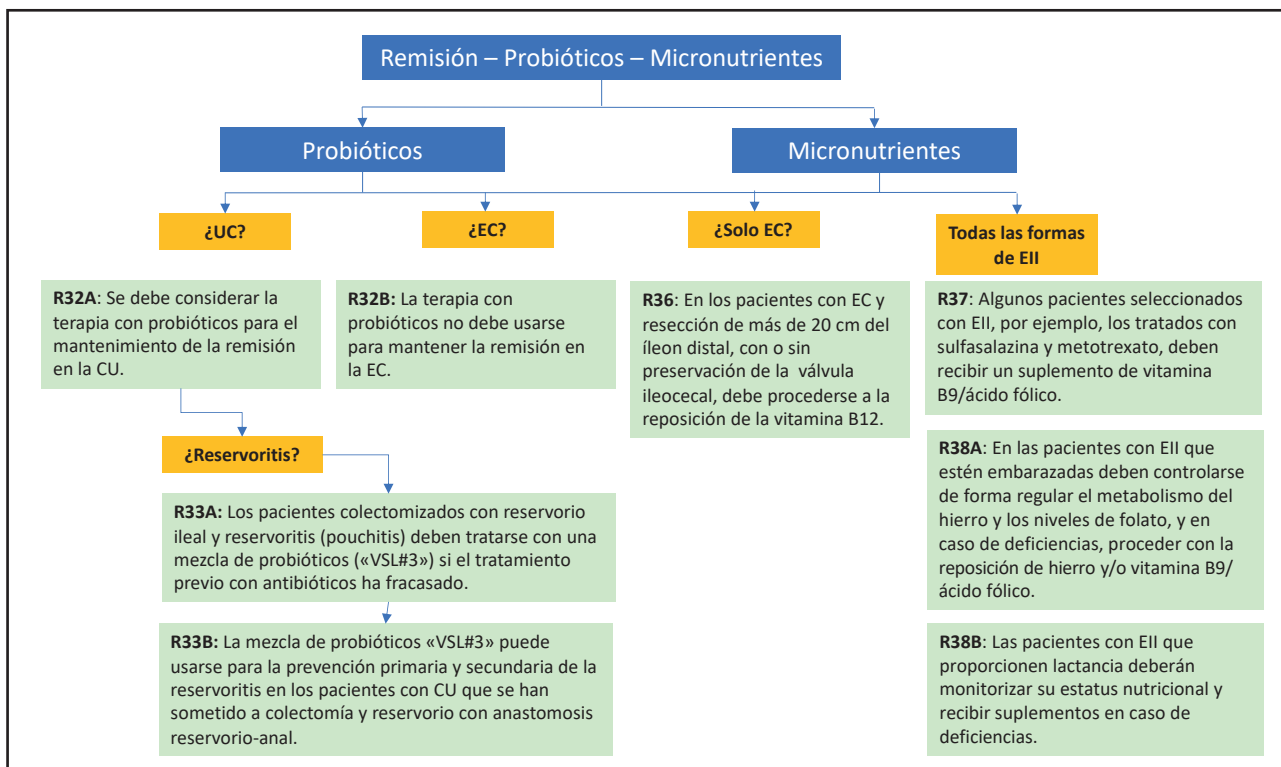 Remisión – Probióticos – Micronutrientes
Probióticos
Micronutrientes
¿UC?
¿EC?
¿Solo EC?
Todas las formas
de EII
R32A: Se debe considerar la
terapia con probióticos para el
mantenimiento de la remisión
en la CU.
R32B: La terapia con
probióticos no debe usarse
para mantener la remisión en
la EC.
R36: En los pacientes con EC y
resección de más de 20 cm del
íleon distal, con o sin
preservación de la válvula
ileocecal, debe procederse a la
reposición de la vitamina B12.
R37: Algunos pacientes seleccionados
con EII, por ejemplo, los tratados con
sulfasalazina y metotrexato, deben
recibir un suplemento de vitamina
B9/ácido fólico.
¿Reservoritis?
R33A: Los pacientes colectomizados con reservorio
ileal y reservoritis (pouchitis) deben tratarse con una
mezcla de probióticos («VSL#3») si el tratamiento
previo con antibióticos ha fracasado.
R33B: La mezcla de probióticos «VSL#3» puede
usarse para la prevención primaria y secundaria de la
reservoritis en los pacientes con CU que se han
sometido a colectomía y reservorio con anastomosis
reservorio-anal.
R38A: En las pacientes con EII que
estén embarazadas deben controlarse
de forma regular el metabolismo del
hierro y los niveles de folato, y en
caso de deficiencias, proceder con la
reposición de hierro y/o vitamina B9/
ácido fólico.
R38B: Las pacientes con EII que
proporcionen lactancia deberán
monitorizar su estatus nutricional y
recibir suplementos en caso de
deficiencias.